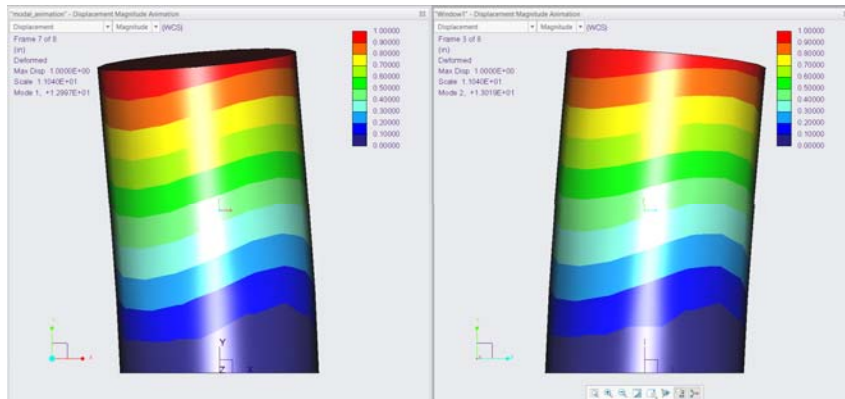 "modal_animation" - Displacement Magnitude Animation
Displacement Magnitude (WCS)
Frame 7 of 8
(in)
Deformed
Max Disp 1.0000E+00
Scale 1.1040E+01
Mode 1, +1.2997E+01
1.00000
0.90000
0.80000
0.70000
0.60000
0.50000
0.40000
0.30000
0.20000
0.10000
0.00000
Y
Z
X
"Window1" - Displacement Magnitude Animation
Displacement Magnitude (WCS)
Frame 3 of 8
(in)
Deformed
Max Disp 1.0000E+00
Scale 1.1040E+01
Mode 2, +1.3019E+01
1.00000
0.90000
0.80000
0.70000
0.60000
0.50000
0.40000
0.30000
0.20000
0.10000
0.00000